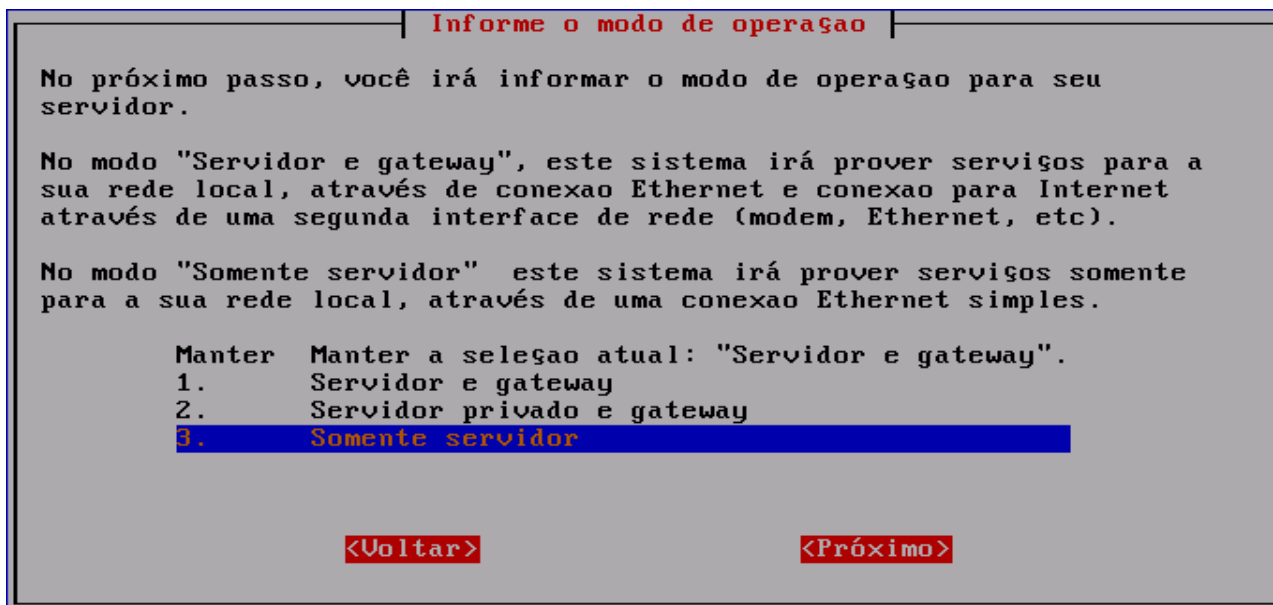 Informe o modo de operaçao
No próximo passo, você irá informar o modo de operaçao para seu
servidor.
No modo "Servidor e gateway", este sistema irá prover serviços para a
sua rede local, através de conexao Ethernet e conexao para Internet
através de uma segunda interface de rede (modem, Ethernet, etc).
No modo "Somente servidor"  este sistema irá prover serviços somente
para a sua rede local, através de uma conexao Ethernet simples.
Manter  Manter a seleçao atual: "Servidor e gateway".
1.      Servidor e gateway
2.      Servidor privado e gateway
3.      Somente servidor
<Voltar> <Próximo>